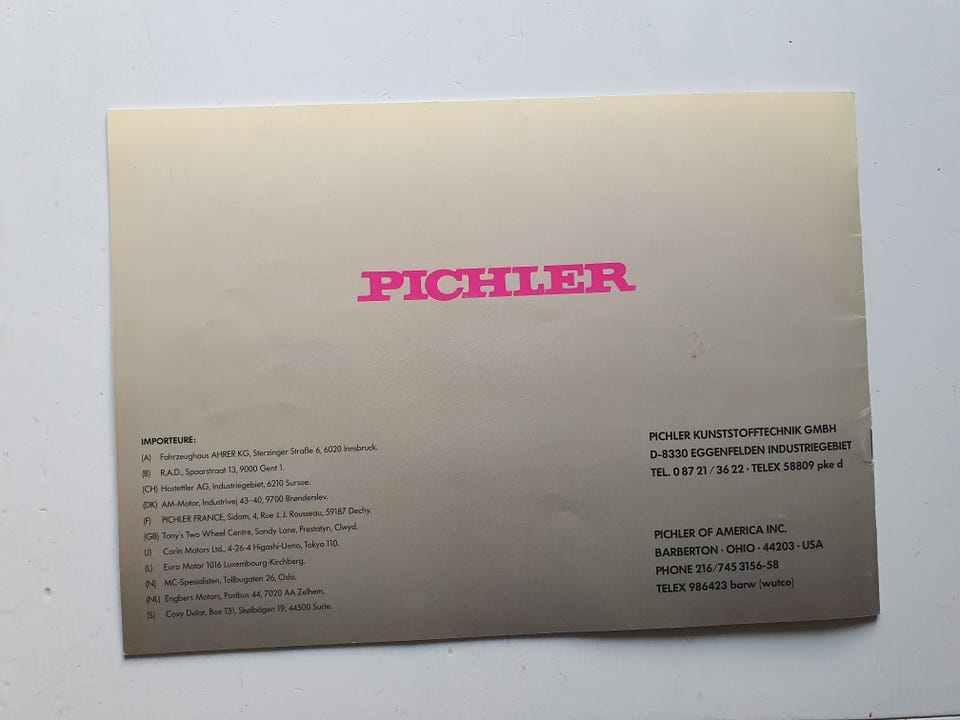 PICHLER
IMPORTEURE:
(A) Fahrzeughaus AHRER KG, Sterzinger Straße 6, 6020 Innsbruck.
(B) R.A.D., Spaarstraat 13, 9000 Gent 1.
(CH) Hostettler AG, Industriegebiet, 6210 Sursee.
(DK) AM-Motor, Industrivej 43-40, 9700 Brønderslev.
(F) PICHLER FRANCE, Sidam, 4, Rue J. J. Rousseau, 59187 Dechy.
(GB) Tony's Two Wheel Centre, Sandy Lane, Prestatyn, Clwyd.
(J) Corin Motors Ltd., 4-26-4 Higashi-Ueno, Tokyo 110.
(L) Euro Motor 1016 Luxembourg-Kirchberg.
(N) MC-Spesialisten, Tollbugaten 26, Oslo.
(NL) Engbers Motors, Postbus 44, 7020 AA Zelhem.
(S) Coxy Delar, Box 131, Skølbågen 19, 44500 Surte.
PICHLER KUNSTSTOFFTECHNIK GMBH
D-8330 EGGENFELDEN INDUSTRIEGEBIET
TEL. 0 87 21 / 36 22 · TELEX 58809 pke d
PICHLER OF AMERICA INC.
BARBERTON · OHIO · 44203 · USA
PHONE 216/745 3156-58
TELEX 986423 barw (wutco)